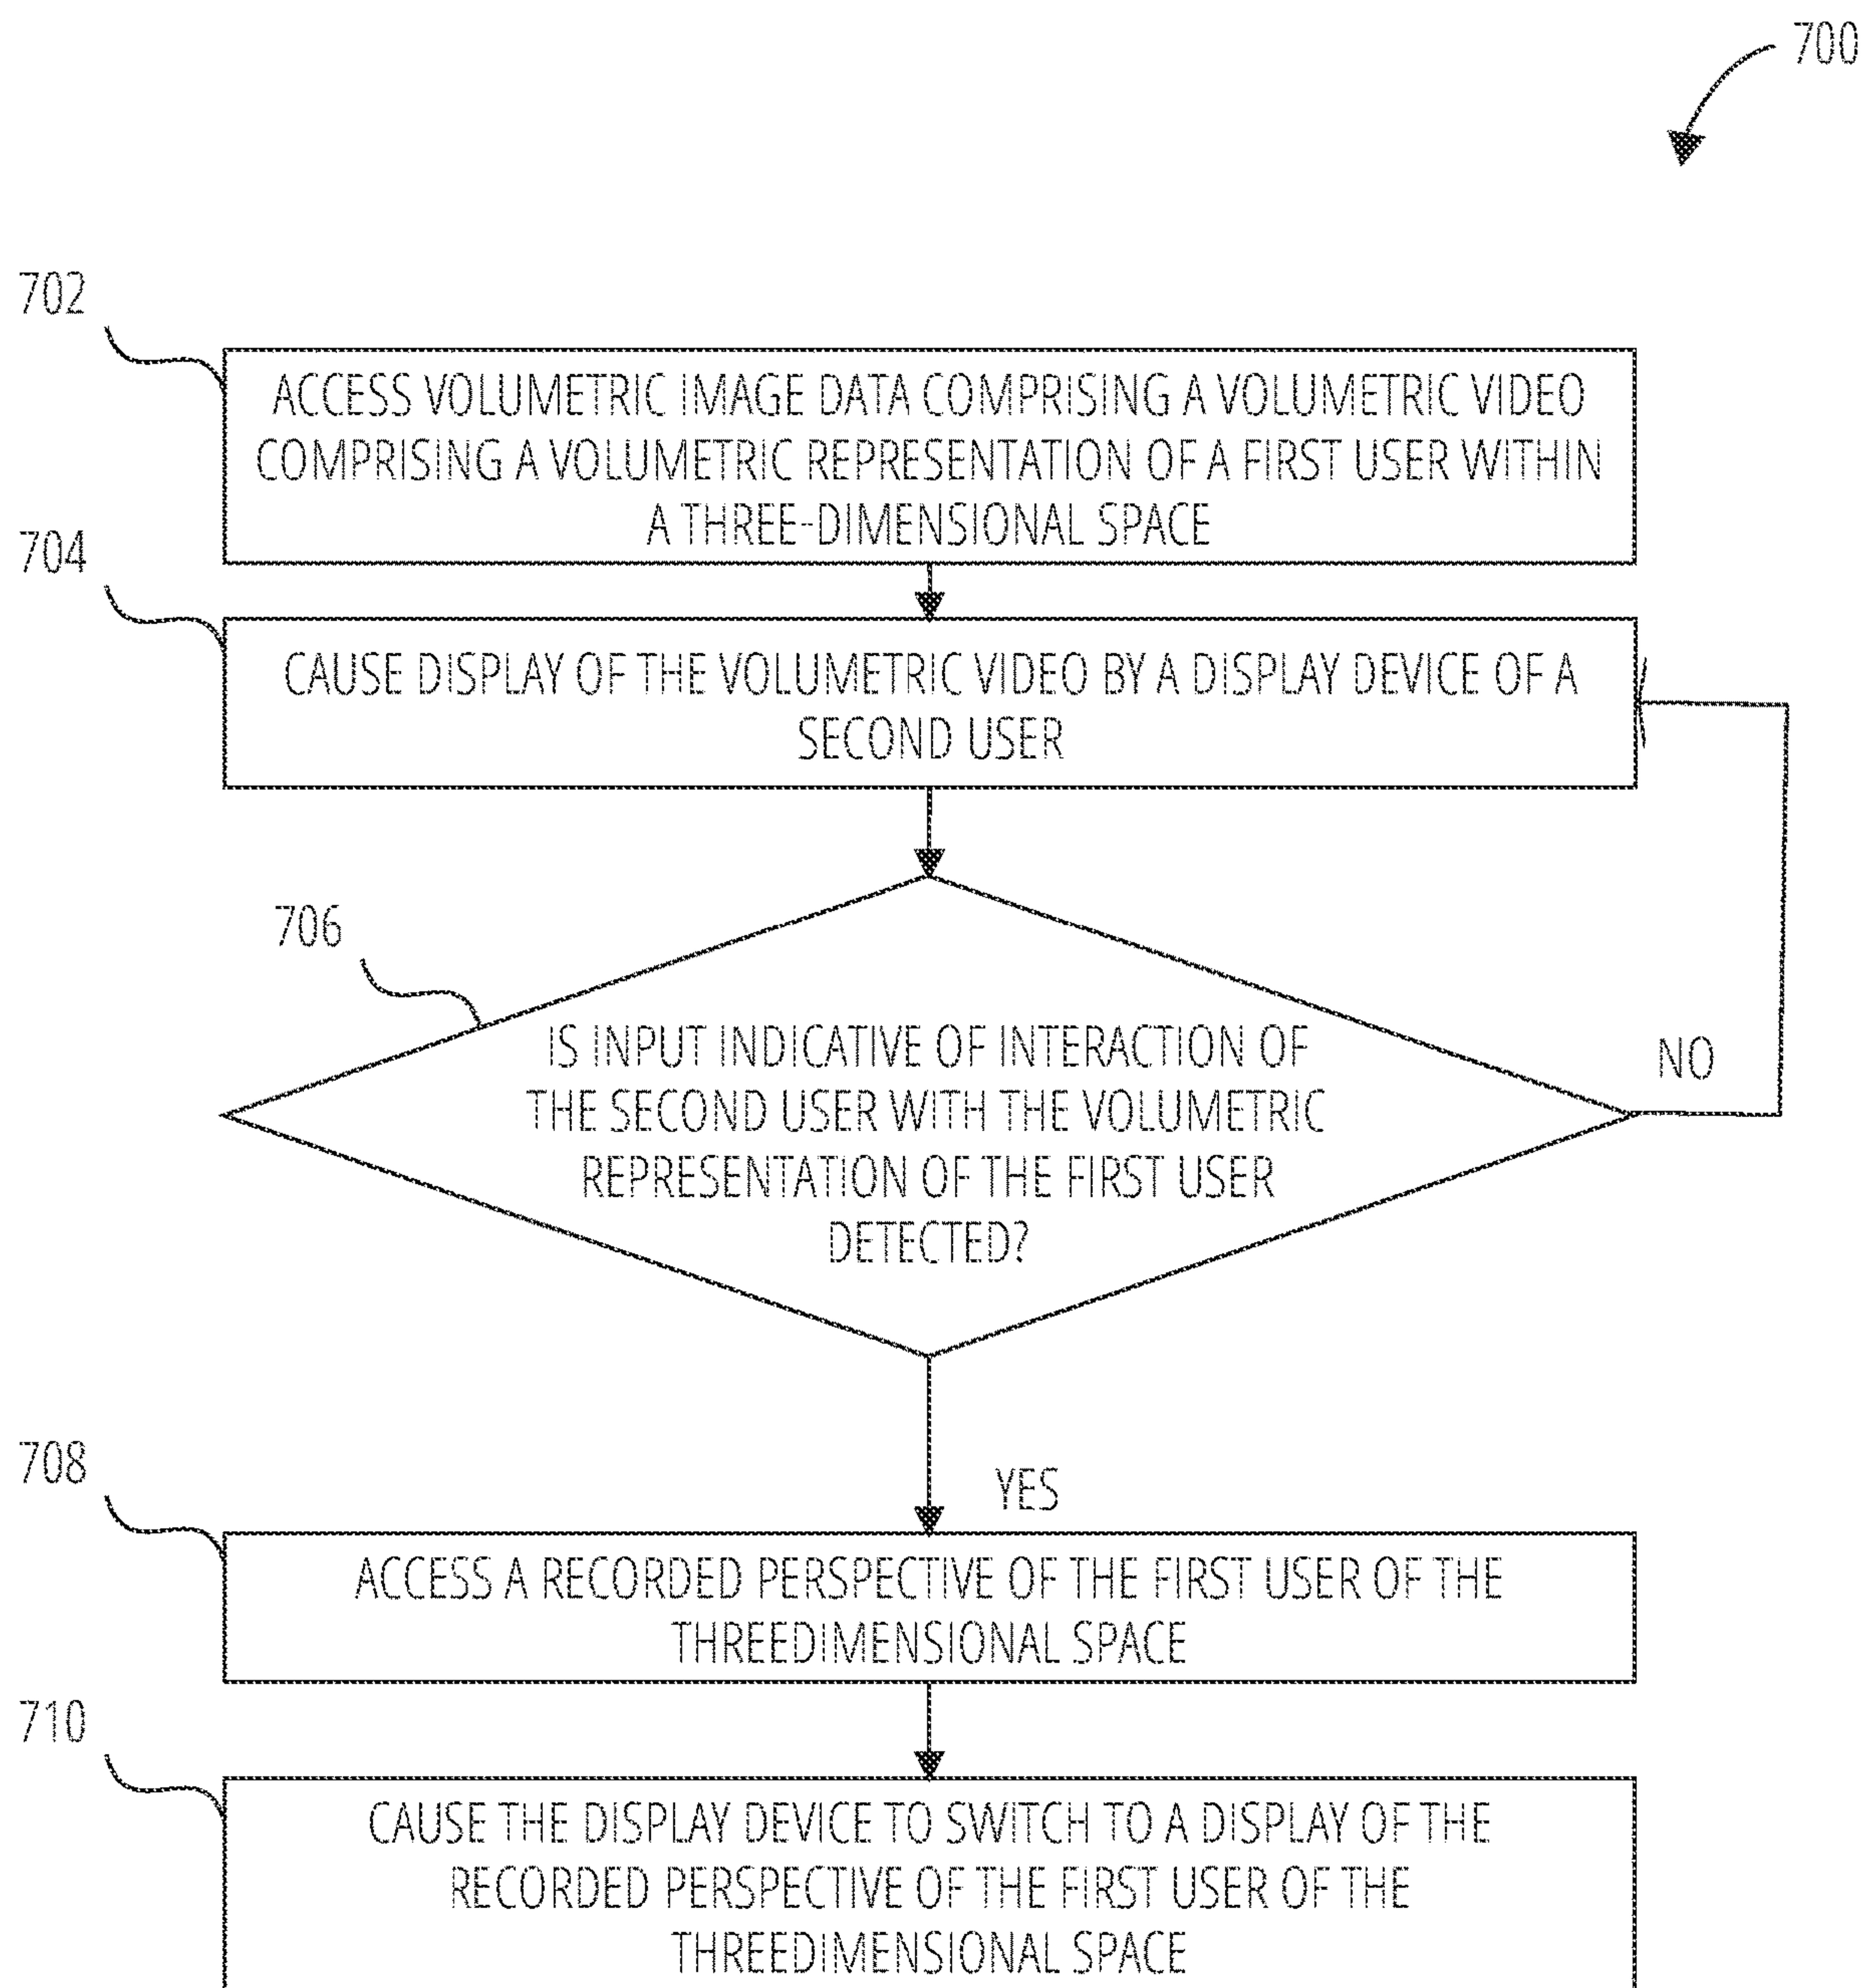 700
702
ACCESS VOLUMETRIC IMAGE DATA COMPRISING A VOLUMETRIC VIDEO
COMPRISING A VOLUMETRIC REPRESENTATION OF A FIRST USER WITHIN
A THREE-DIMENSIONAL SPACE
704
CAUSE DISPLAY OF THE VOLUMETRIC VIDEO BY A DISPLAY DEVICE OF A
SECOND USER
706
IS INPUT INDICATIVE OF INTERACTION OF
THE SECOND USER WITH THE VOLUMETRIC
REPRESENTATION OF THE FIRST USER
DETECTED?
NO
YES
708
ACCESS A RECORDED PERSPECTIVE OF THE FIRST USER OF THE
THREEDIMENSIONAL SPACE
710
CAUSE THE DISPLAY DEVICE TO SWITCH TO A DISPLAY OF THE
RECORDED PERSPECTIVE OF THE FIRST USER OF THE
THREEDIMENSIONAL SPACE